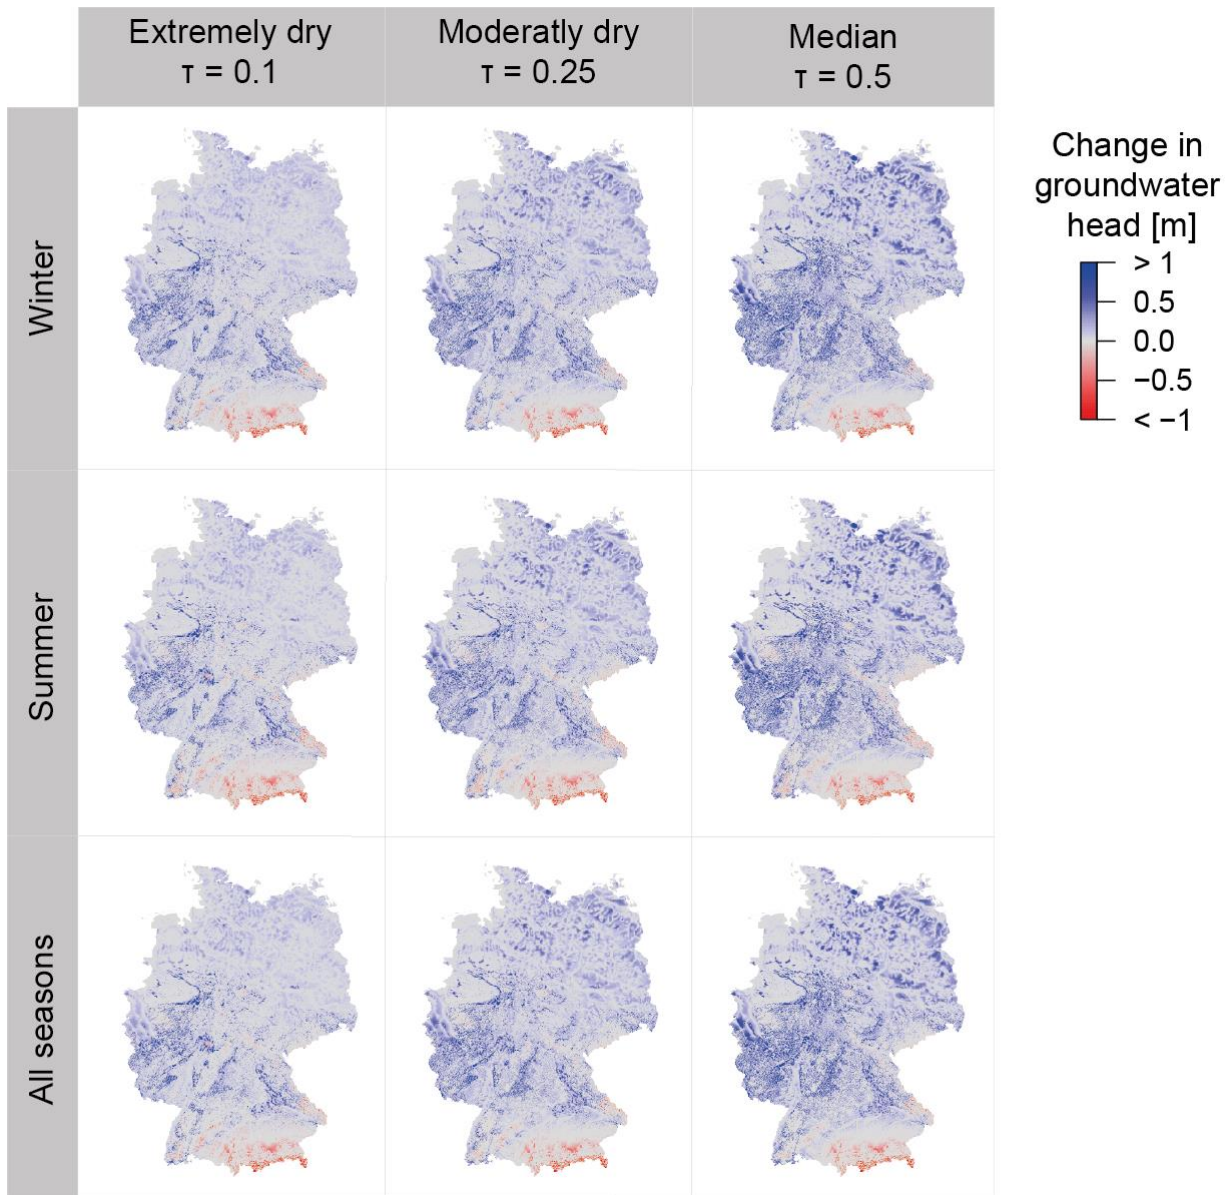 Extremely dry
τ = 0.1
Moderatly dry
τ = 0.25
Median
τ = 0.5
Winter
Summer
All seasons
Change in
groundwater
head [m]
> 1
0.5
0.0
−0.5
< −1